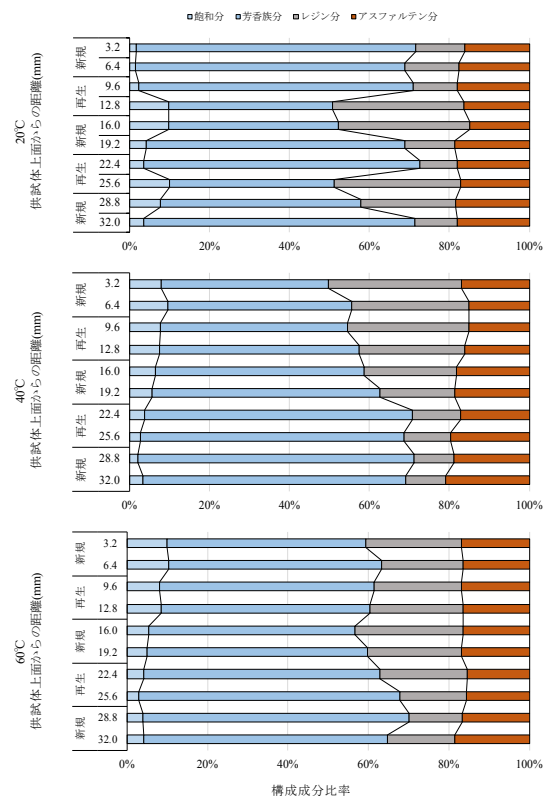 飽和分 芳香族分 レジン分 アスファルテン分
20℃
供試体上面からの距離(mm)
新規
3.2
6.4
再生
9.6
12.8
新規
16.0
19.2
再生
22.4
25.6
新規
28.8
32.0
0% 20% 40% 60% 80% 100%
40℃
供試体上面からの距離(mm)
新規
3.2
6.4
再生
9.6
12.8
新規
16.0
19.2
再生
22.4
25.6
新規
28.8
32.0
0% 20% 40% 60% 80% 100%
60℃
供試体上面からの距離(mm)
新規
3.2
6.4
再生
9.6
12.8
新規
16.0
19.2
再生
22.4
25.6
新規
28.8
32.0
0% 20% 40% 60% 80% 100%
構成成分比率